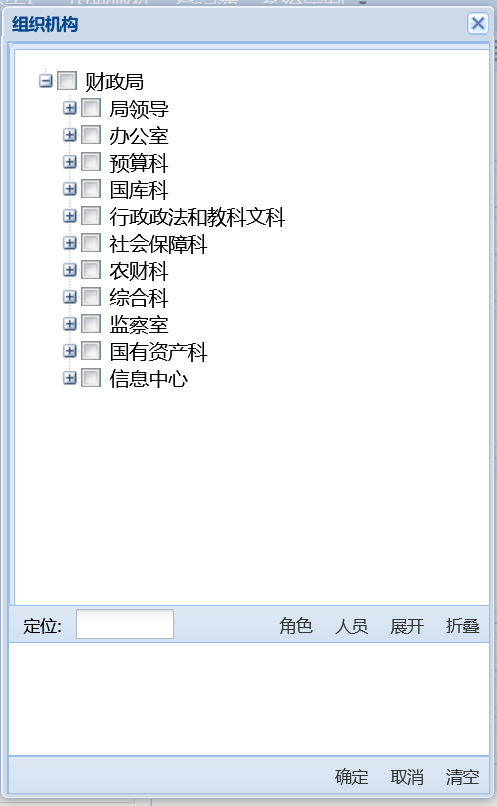 组织机构
财政局
局领导
办公室
预算科
国库科
行政政法和教科文科
社会保障科
农财科
综合科
监察室
国有资产科
信息中心
定位: 角色 人员 展开 折叠
确定 取消 清空